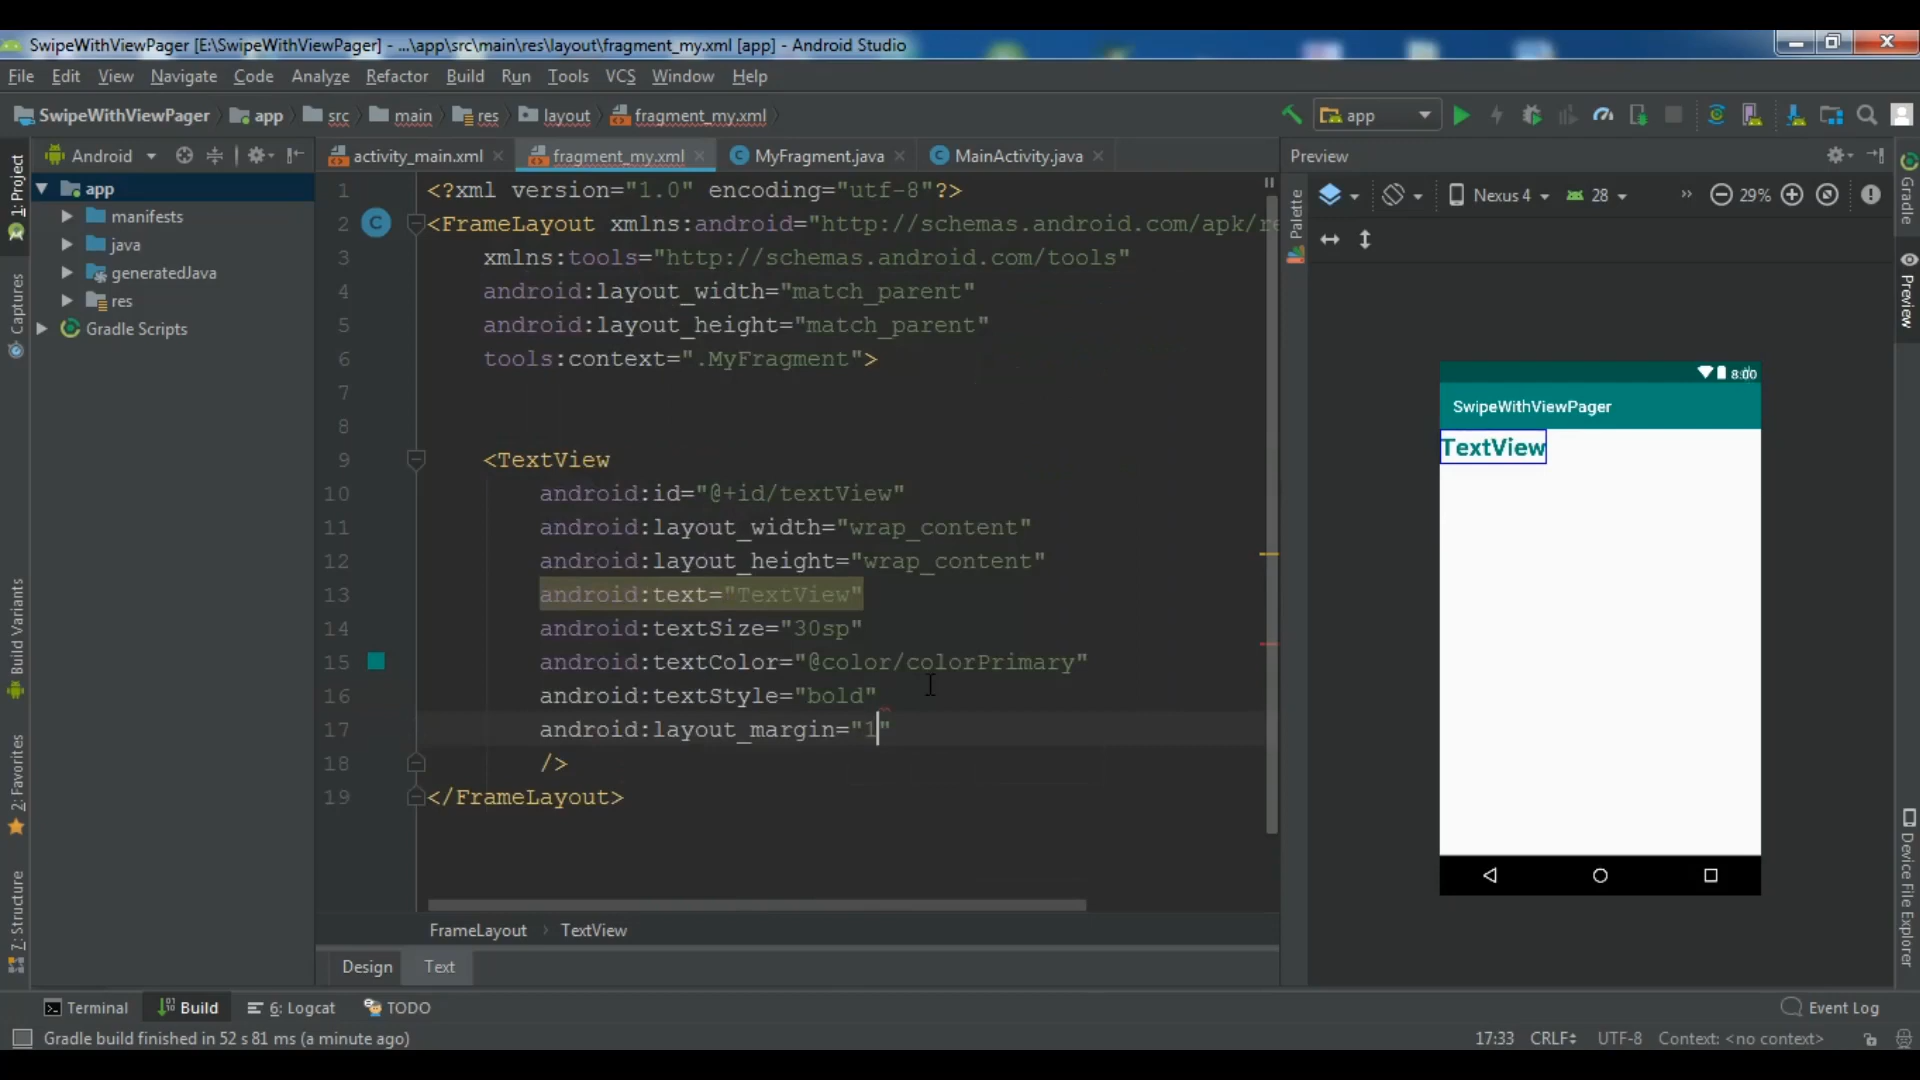 SwipeWithViewPager [E:\SwipeWithViewPager] - ...\app\src\main\res\layout\fragment_my.xml [app] - Android Studio
File Edit View Navigate Code Analyze Refactor Build Run Tools VCS Window Help
SwipeWithViewPager app src main res layout fragment_my.xml
app
Android
activity_main.xml fragment_my.xml MyFragment.java MainActivity.java
Preview
1: Project
Captures
Build Variants
2: Favorites
7: Structure
app
manifests
java
generatedJava
res
Gradle Scripts
1 <?xml version="1.0" encoding="utf-8"?>
2 <FrameLayout xmlns:android="http://schemas.android.com/apk/re
3 xmlns:tools="http://schemas.android.com/tools"
4 android:layout_width="match_parent"
5 android:layout_height="match_parent"
6 tools:context=".MyFragment">
7
8
9 <TextView
10 android:id="@+id/textView"
11 android:layout_width="wrap_content"
12 android:layout_height="wrap_content"
13 android:text="TextView"
14 android:textSize="30sp"
15 android:textColor="@color/colorPrimary"
16 android:textStyle="bold"
17 android:layout_margin="1"
18 />
19 </FrameLayout>
FrameLayout TextView
Design Text
Palette
Nexus 4 28 29%
8:00
SwipeWithViewPager
TextView
Gradle
Preview
Device File Explorer
Terminal Build 6: Logcat TODO Event Log
Gradle build finished in 52 s 81 ms (a minute ago) 17:33 CRLF UTF-8 Context: <no context>